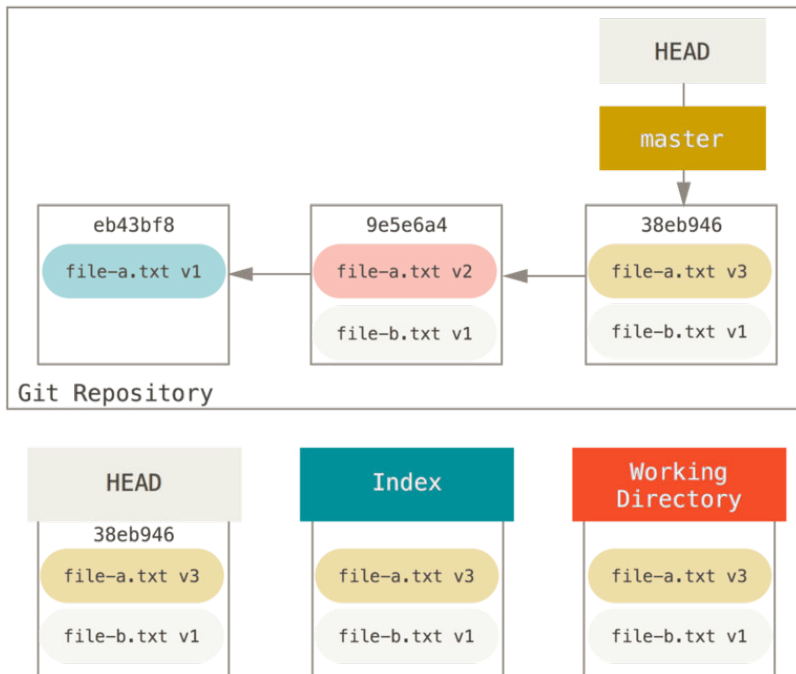 HEAD
master
eb43bf8
9e5e6a4
38eb946
file-a.txt v1
file-a.txt v2
file-a.txt v3
file-b.txt v1
file-b.txt v1
Git Repository
HEAD
Index
Working
Directory
38eb946
file-a.txt v3
file-a.txt v3
file-a.txt v3
file-b.txt v1
file-b.txt v1
file-b.txt v1